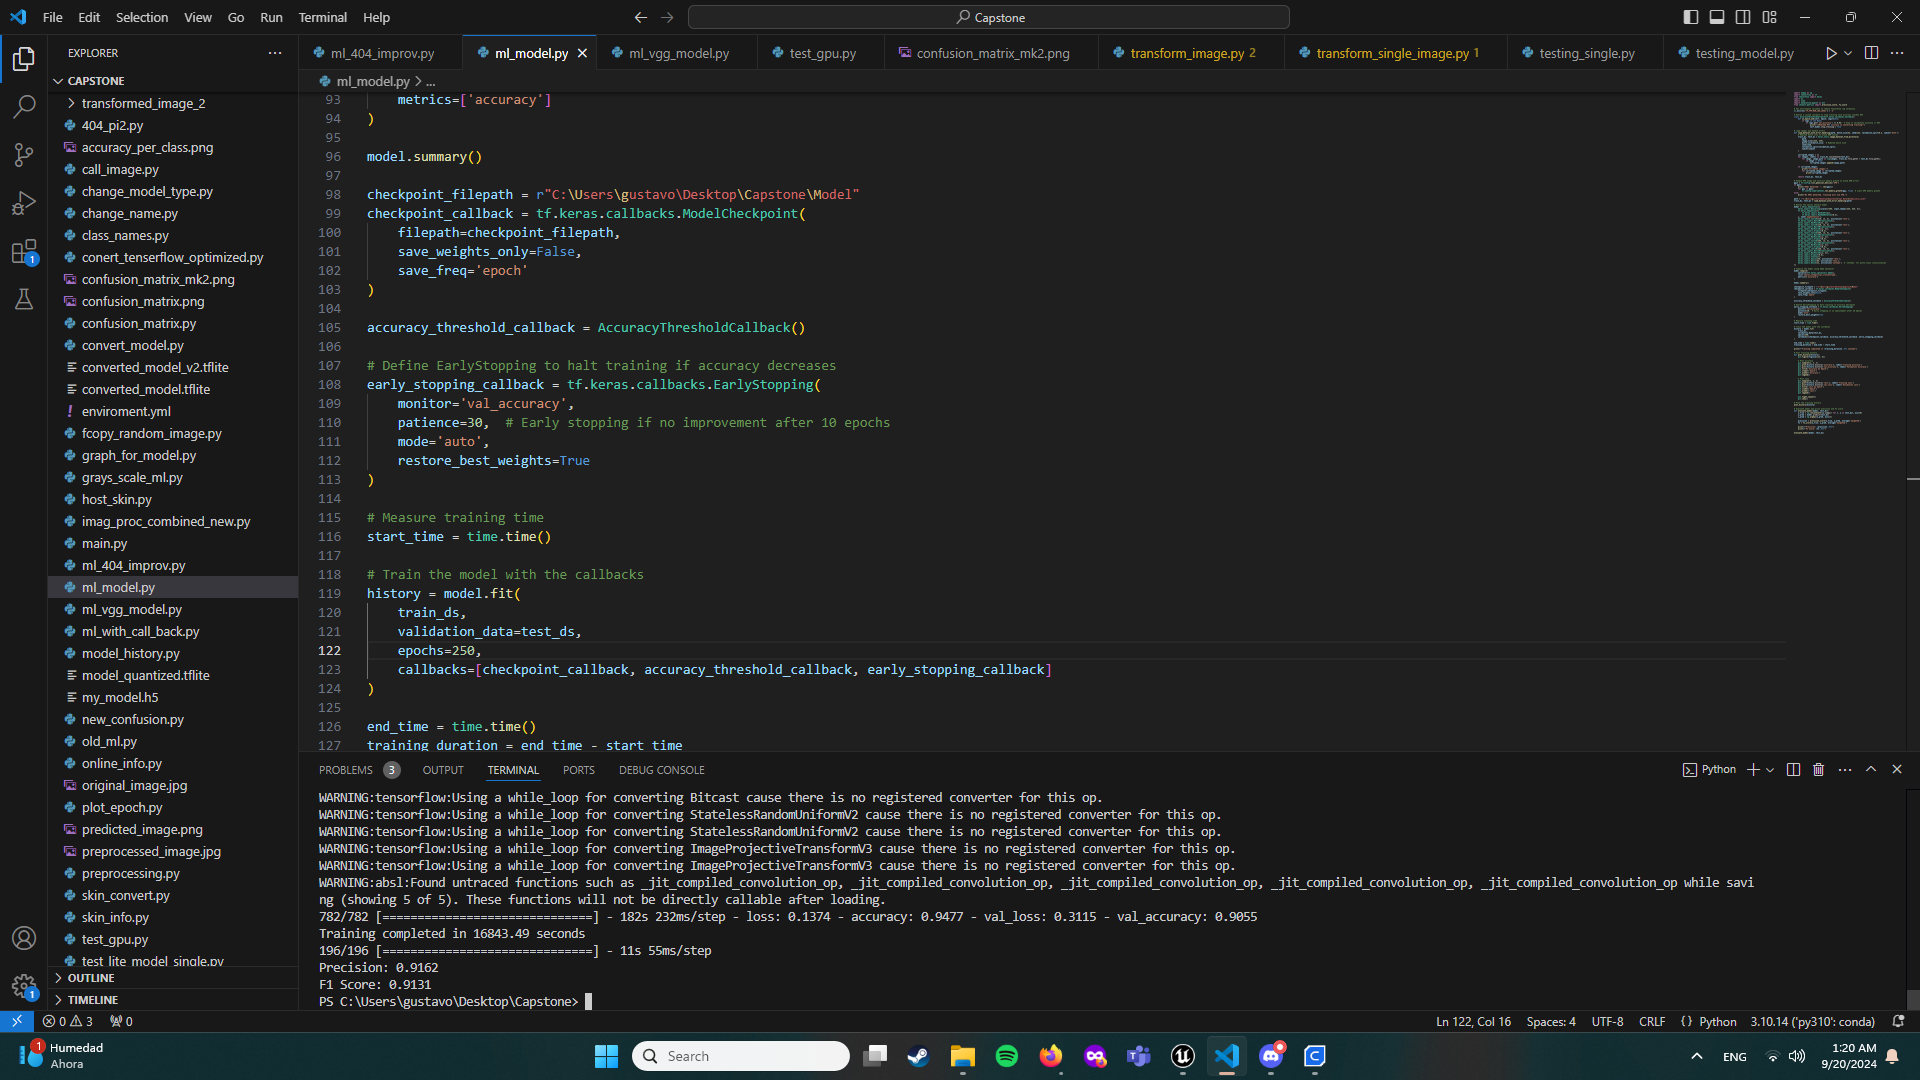 File Edit Selection View Go Run Terminal Help
Capstone
EXPLORER
CAPSTONE
transformed_image_2
404_pi2.py
accuracy_per_class.png
call_image.py
change_model_type.py
change_name.py
class_names.py
conert_tenserflow_optimized.py
confusion_matrix_mk2.png
confusion_matrix.png
confusion_matrix.py
convert_model.py
converted_model_v2.tflite
converted_model.tflite
enviroment.yml
fcopy_random_image.py
graph_for_model.py
grays_scale_ml.py
host_skin.py
imag_proc_combined_new.py
main.py
ml_404_improv.py
ml_model.py
ml_vgg_model.py
ml_with_call_back.py
model_history.py
model_quantized.tflite
my_model.h5
new_confusion.py
old_ml.py
online_info.py
original_image.jpg
plot_epoch.py
predicted_image.png
preprocessed_image.jpg
preprocessing.py
skin_convert.py
skin_info.py
test_gpu.py
test_lite_model_single.py
OUTLINE
TIMELINE
ml_404_improv.py ml_model.py ml_vgg_model.py test_gpu.py confusion_matrix_mk2.png transform_image.py 2 transform_single_image.py 1 testing_single.py testing_model.py
ml_model.py > ...
93 metrics=['accuracy']
94 )
95
96 model.summary()
97
98 checkpoint_filepath = r"C:\Users\gustavo\Desktop\Capstone\Model"
99 checkpoint_callback = tf.keras.callbacks.ModelCheckpoint(
100 filepath=checkpoint_filepath,
101 save_weights_only=False,
102 save_freq='epoch'
103 )
104
105 accuracy_threshold_callback = AccuracyThresholdCallback()
106
107 # Define EarlyStopping to halt training if accuracy decreases
108 early_stopping_callback = tf.keras.callbacks.EarlyStopping(
109 monitor='val_accuracy',
110 patience=30, # Early stopping if no improvement after 10 epochs
111 mode='auto',
112 restore_best_weights=True
113 )
114
115 # Measure training time
116 start_time = time.time()
117
118 # Train the model with the callbacks
119 history = model.fit(
120 train_ds,
121 validation_data=test_ds,
122 epochs=250,
123 callbacks=[checkpoint_callback, accuracy_threshold_callback, early_stopping_callback]
124 )
125
126 end_time = time.time()
127 training_duration = end_time - start_time
PROBLEMS 3 OUTPUT TERMINAL PORTS DEBUG CONSOLE
Python
WARNING:tensorflow:Using a while_loop for converting Bitcast cause there is no registered converter for this op.
WARNING:tensorflow:Using a while_loop for converting StatelessRandomUniformV2 cause there is no registered converter for this op.
WARNING:tensorflow:Using a while_loop for converting StatelessRandomUniformV2 cause there is no registered converter for this op.
WARNING:tensorflow:Using a while_loop for converting ImageProjectiveTransformV3 cause there is no registered converter for this op.
WARNING:tensorflow:Using a while_loop for converting ImageProjectiveTransformV3 cause there is no registered converter for this op.
WARNING:absl:Found untraced functions such as _jit_compiled_convolution_op, _jit_compiled_convolution_op, _jit_compiled_convolution_op, _jit_compiled_convolution_op, _jit_compiled_convolution_op while savi
ng (showing 5 of 5). These functions will not be directly callable after loading.
782/782 [==============================] - 182s 232ms/step - loss: 0.1374 - accuracy: 0.9477 - val_loss: 0.3115 - val_accuracy: 0.9055
Training completed in 16843.49 seconds
196/196 [==============================] - 11s 55ms/step
Precision: 0.9162
F1 Score: 0.9131
PS C:\Users\gustavo\Desktop\Capstone>
0 3 0 Ln 122, Col 16 Spaces: 4 UTF-8 CRLF { } Python 3.10.14 ('py310': conda)
1 Humedad
Ahora
Search
ENG
1:20 AM
9/20/2024